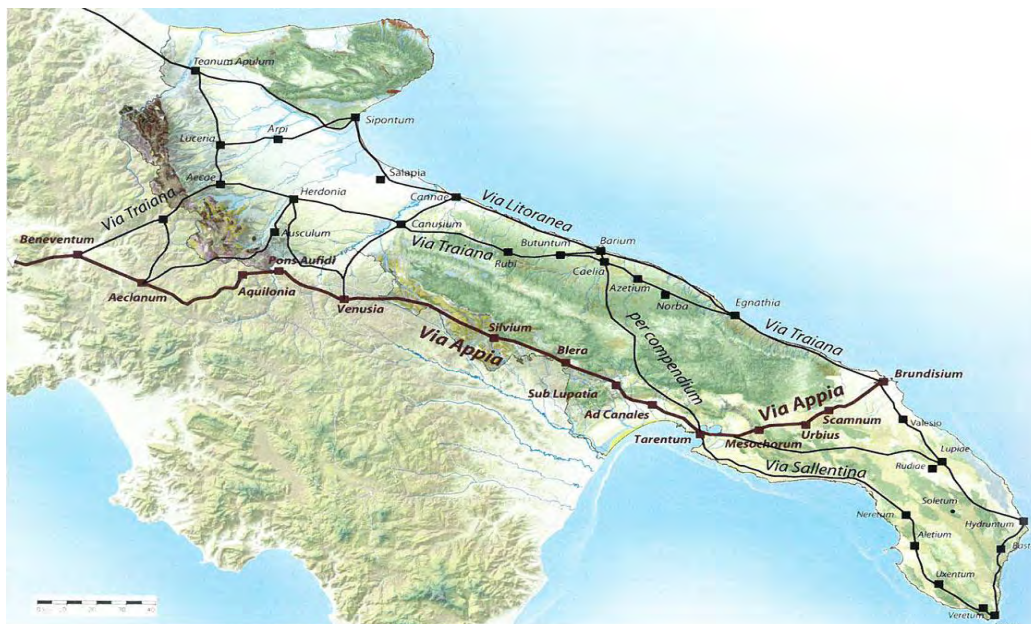 Teanum Apulum
Sipontum
Arpi
Luceria
Salapia
Aecae
Herdonia
Cannae
Via Traiana
Via Litoranea
Ausculum
Canusium
Beneventum
Via Traiana
Butuntum
Barium
Pons Aufidi
Rubi
Caelia
Azetium
Aeclanum
Aquilonia
Norba
Egnathia
Venusia
per compendium
Via Traiana
Silvium
Via Appia
Blera
Brundisium
Sub Lupatia
Via Appia
Ad Canales
Scamnum
Valesio
Tarentum
Mesochorum
Urbius
Lupiae
Via Sallentina
Rudiae
Soletum
Neretum
Hydruntum
Aletium
Uxentum
Veretum